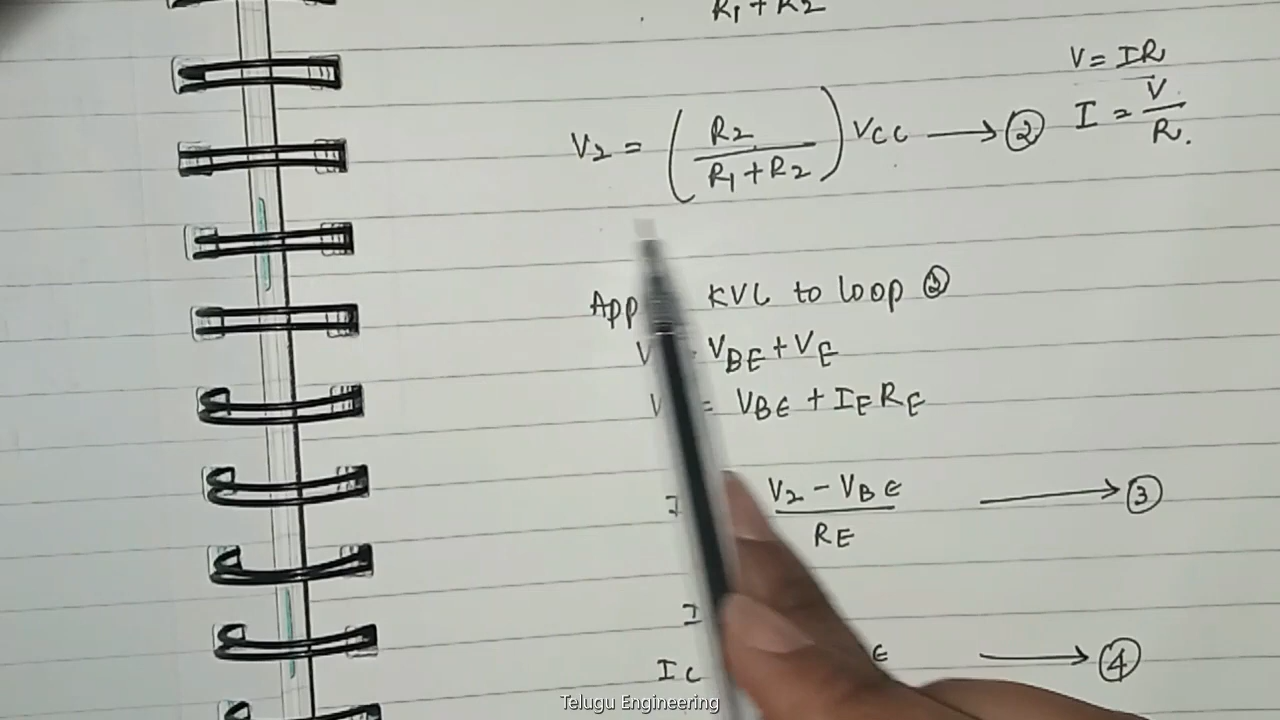 R1 + R2
V = IR
V2 = (R2 / R1 + R2) VCC → ② I = V / R.
KVL to loop ②
V VBE + VE
V = VBE + IE RE
V2 - VBE / RE → ③
I
IC E → ④
Telugu Engineering